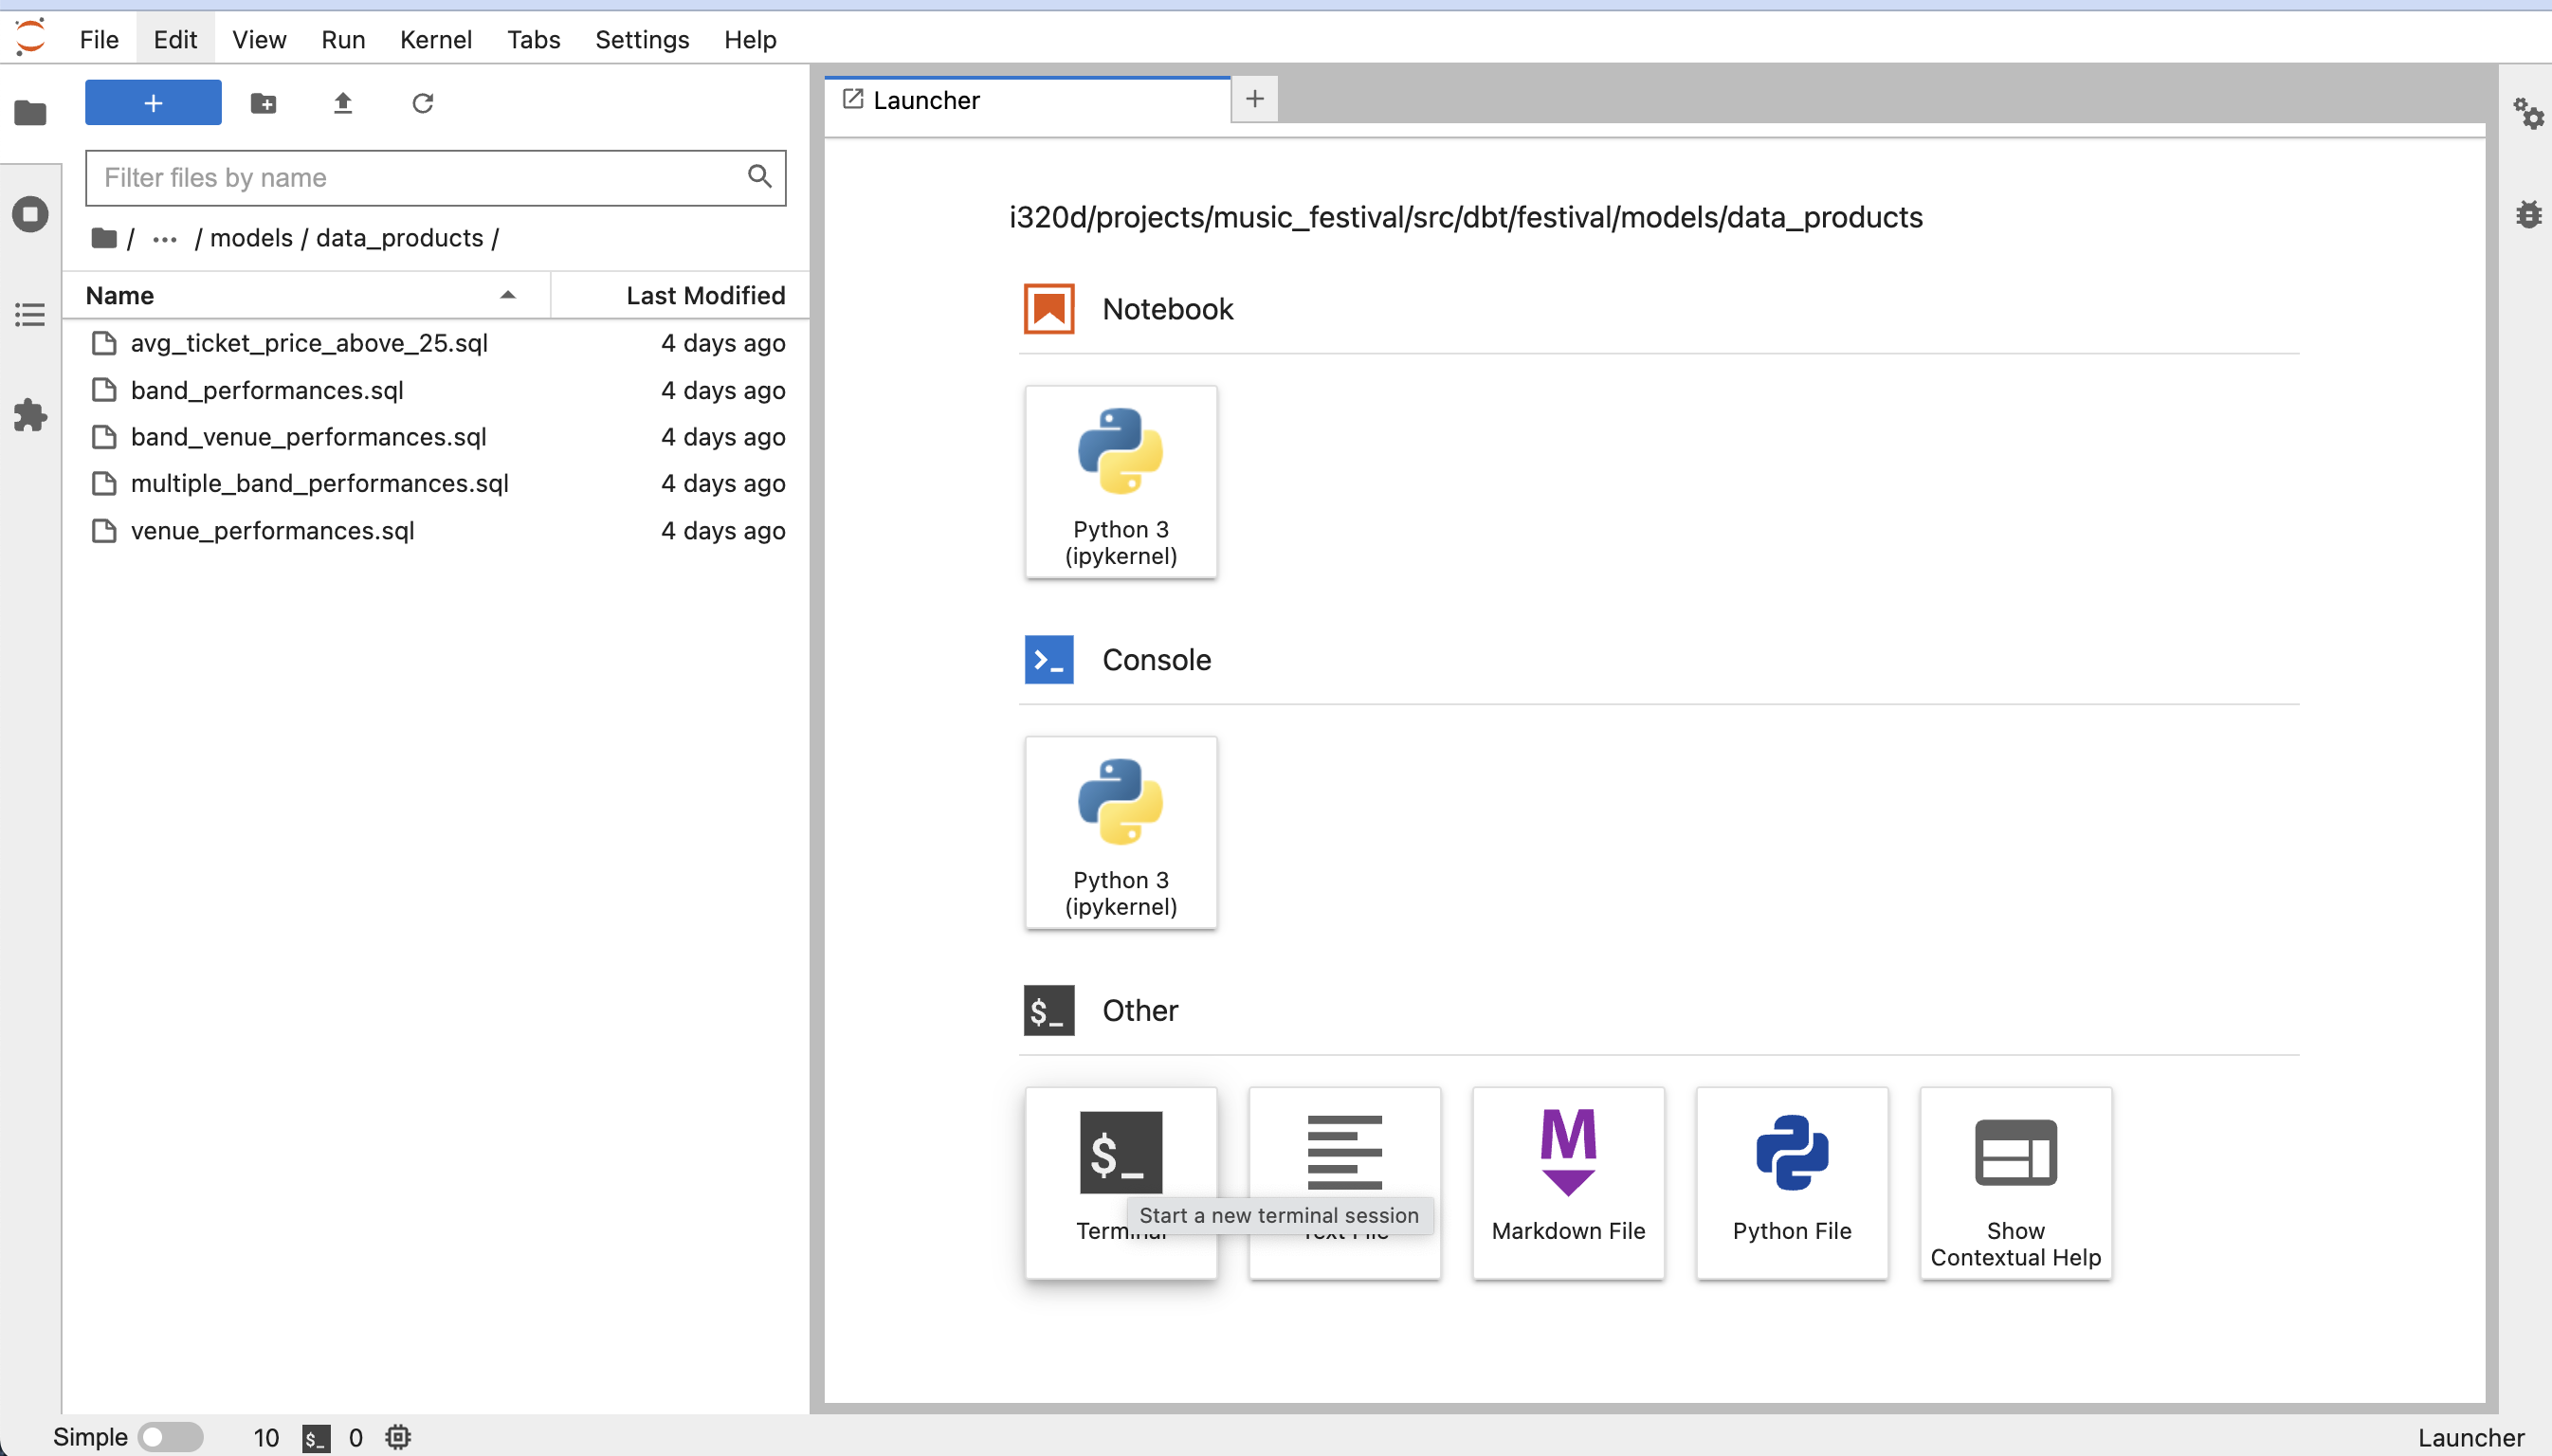 File Edit View Run Kernel Tabs Settings Help
Launcher
Filter files by name
/ ... / models / data_products /
i320d/projects/music_festival/src/dbt/festival/models/data_products
Name Last Modified
avg_ticket_price_above_25.sql 4 days ago
band_performances.sql 4 days ago
band_venue_performances.sql 4 days ago
multiple_band_performances.sql 4 days ago
venue_performances.sql 4 days ago
Notebook
Python 3
(ipykernel)
Console
Python 3
(ipykernel)
$_ Other
$_
Start a new terminal session
Terminal Text File Markdown File Python File Show
Contextual Help
Simple 10 $_ 0 Launcher